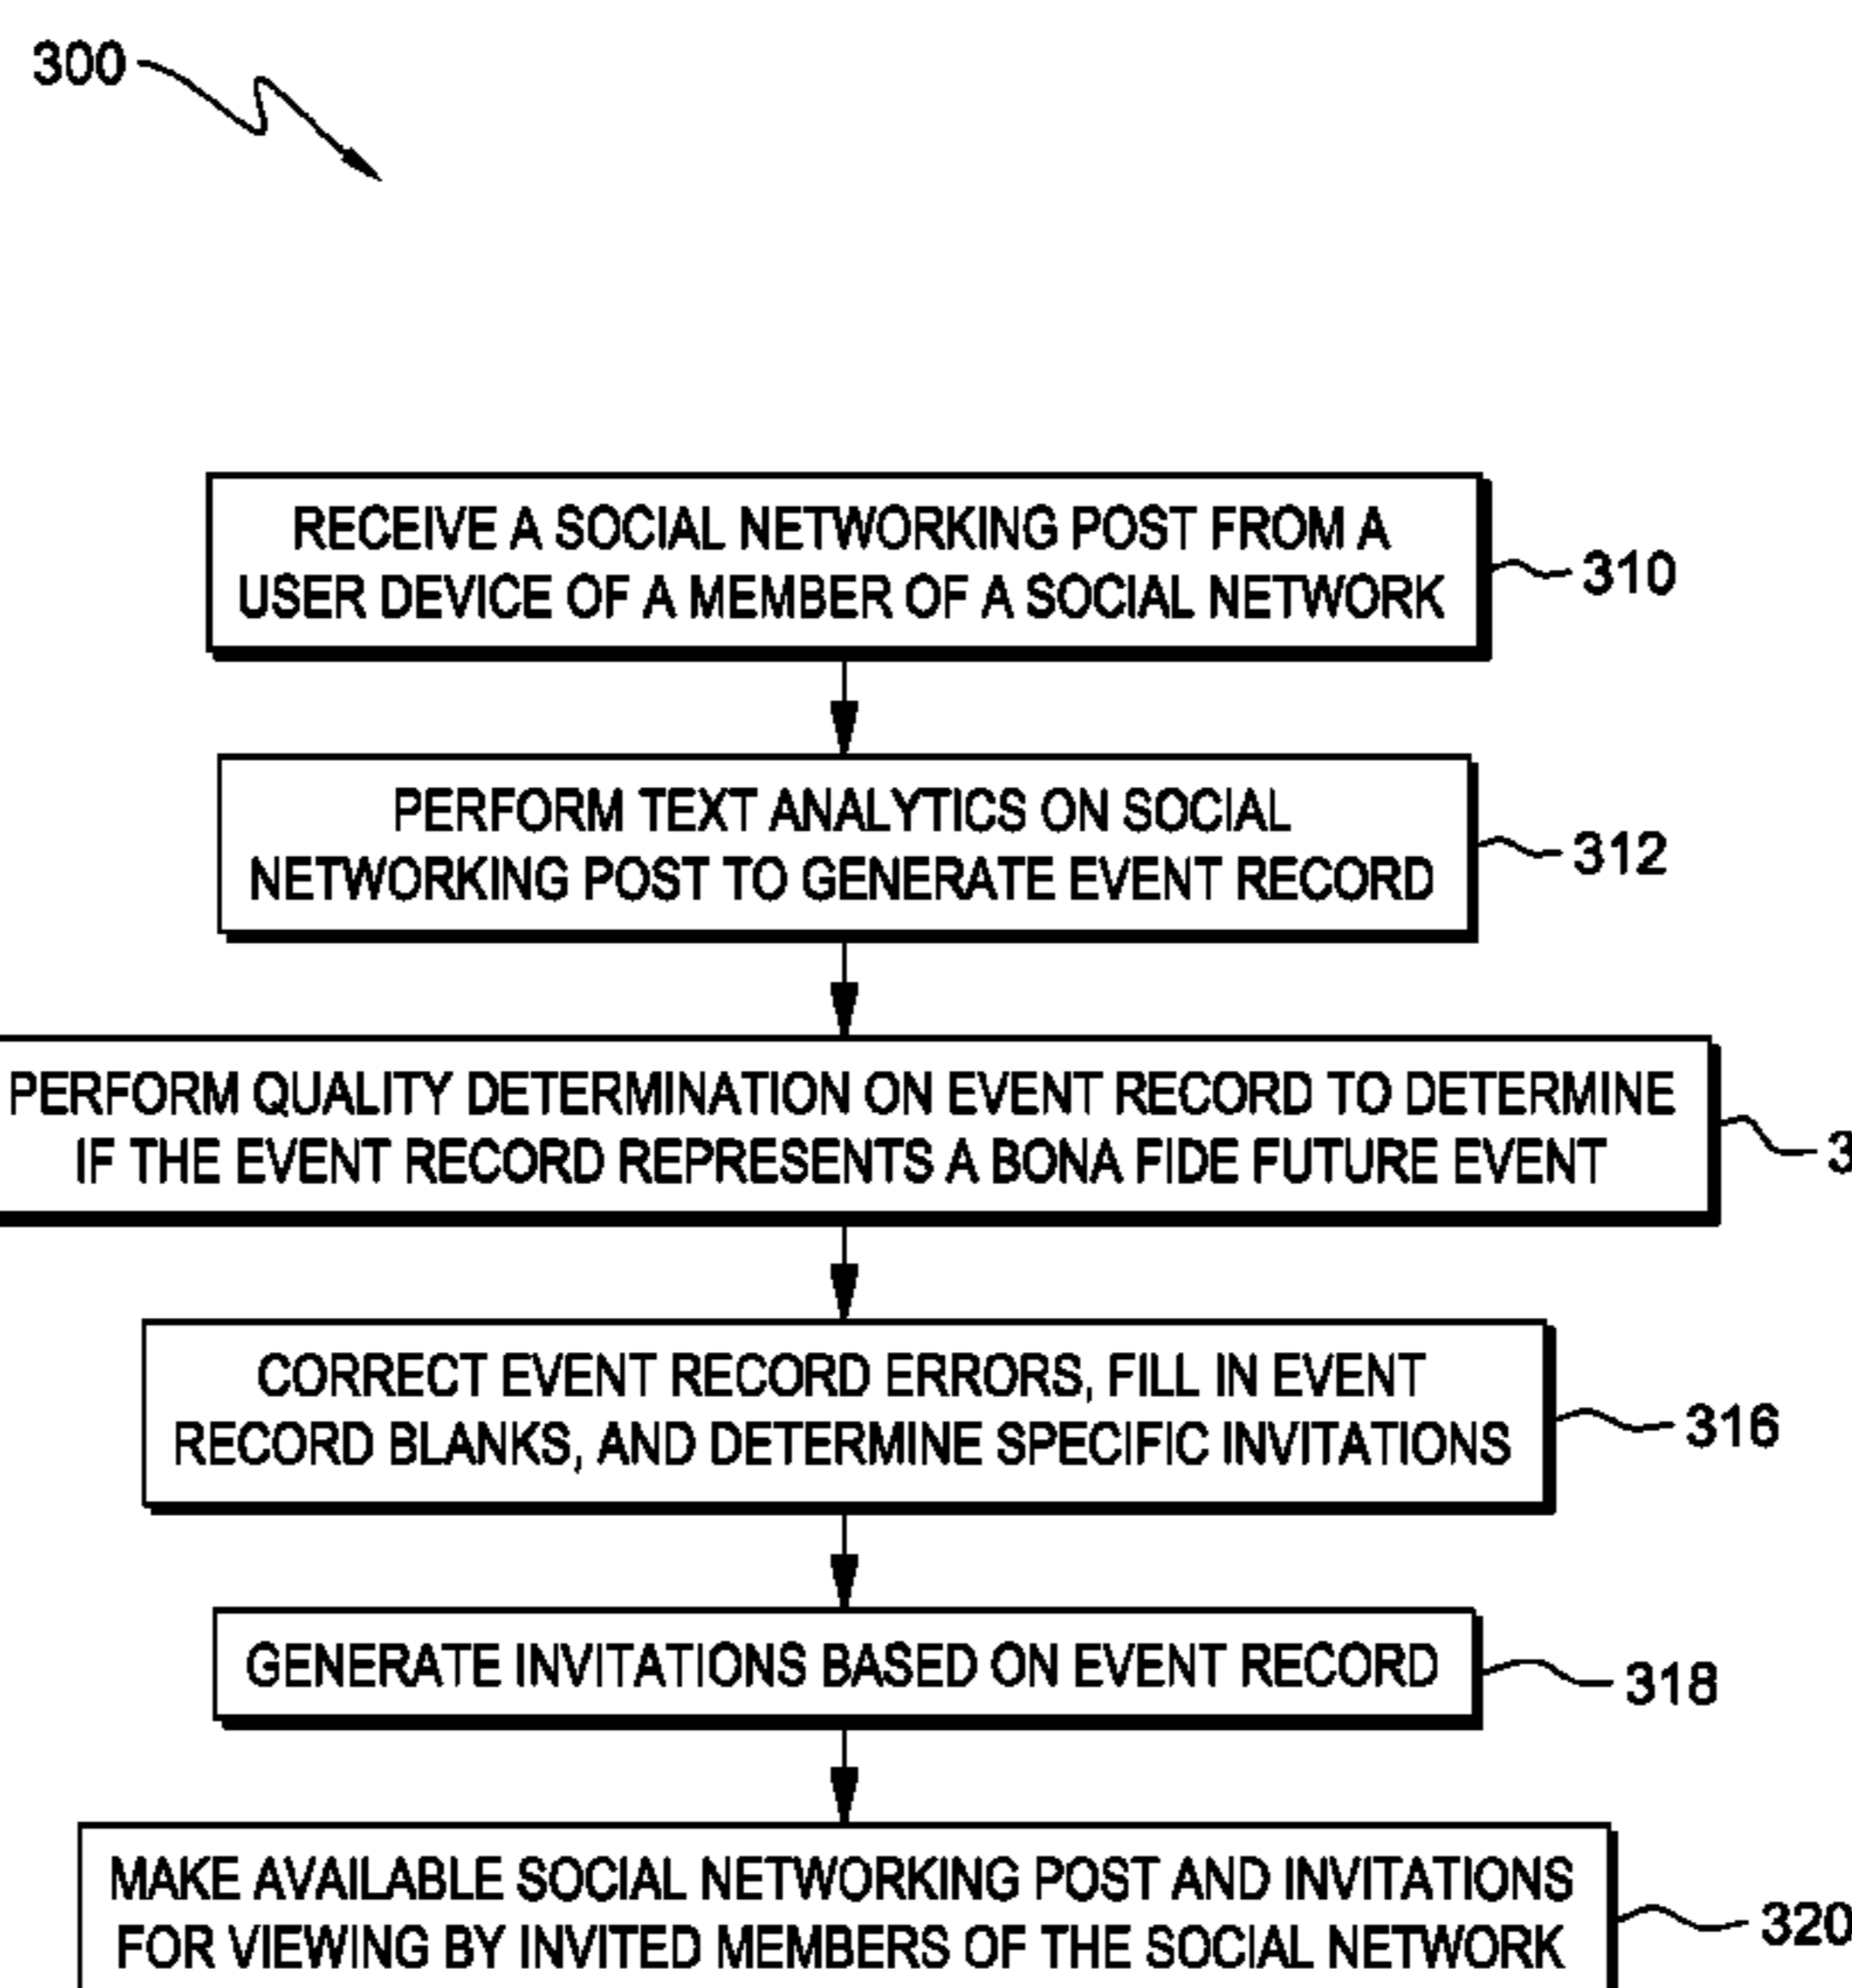 300
RECEIVE A SOCIAL NETWORKING POST FROM A
USER DEVICE OF A MEMBER OF A SOCIAL NETWORK
310
PERFORM TEXT ANALYTICS ON SOCIAL
NETWORKING POST TO GENERATE EVENT RECORD
312
PERFORM QUALITY DETERMINATION ON EVENT RECORD TO DETERMINE
IF THE EVENT RECORD REPRESENTS A BONA FIDE FUTURE EVENT
CORRECT EVENT RECORD ERRORS, FILL IN EVENT
RECORD BLANKS, AND DETERMINE SPECIFIC INVITATIONS
316
GENERATE INVITATIONS BASED ON EVENT RECORD
318
MAKE AVAILABLE SOCIAL NETWORKING POST AND INVITATIONS
FOR VIEWING BY INVITED MEMBERS OF THE SOCIAL NETWORK
320